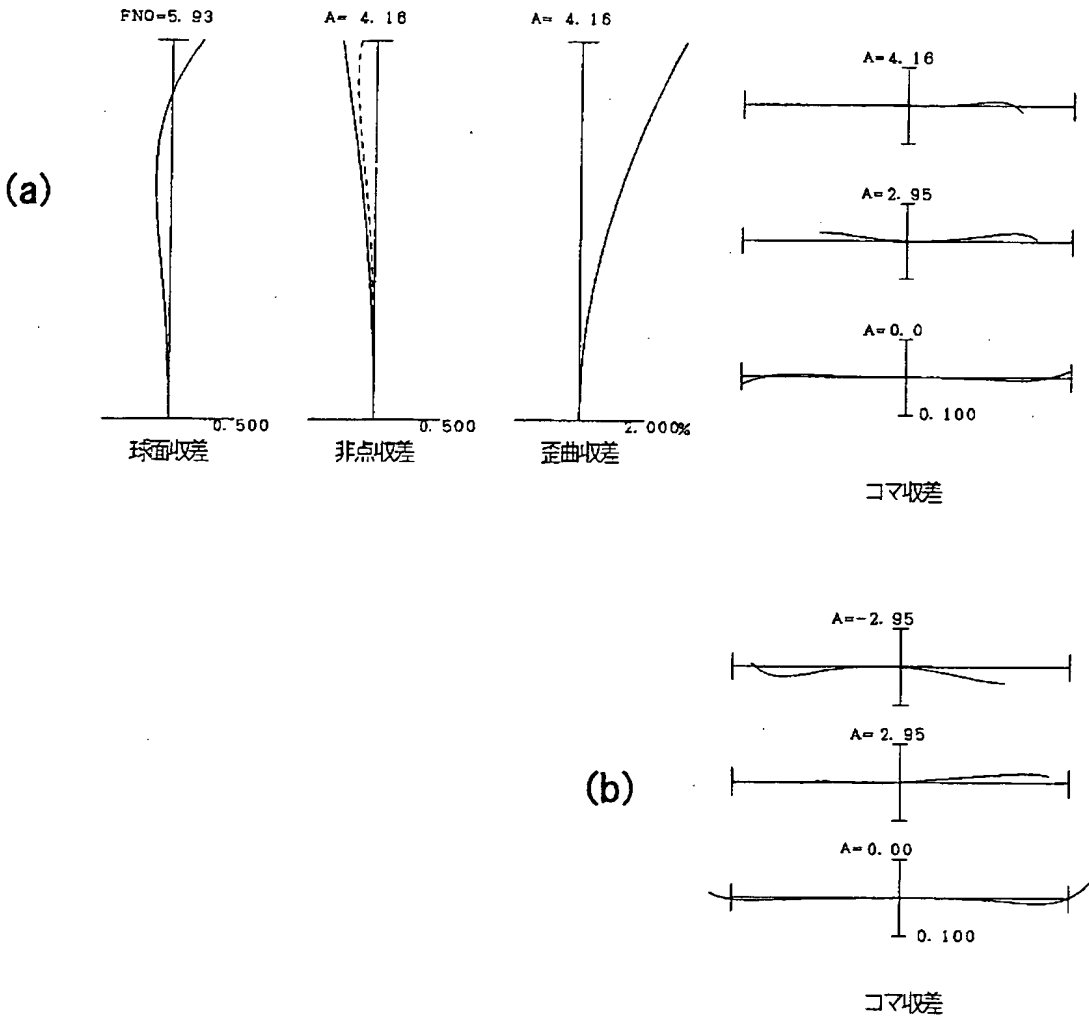 (a)
FNO=5.93
0.500
球面収差
A= 4.16
0.500
非点収差
A= 4.16
2.000%
歪曲収差
A=4.16
A=2.95
A=0.0
0.100
コマ収差
(b)
A=-2.95
A=2.95
A=0.00
0.100
コマ収差